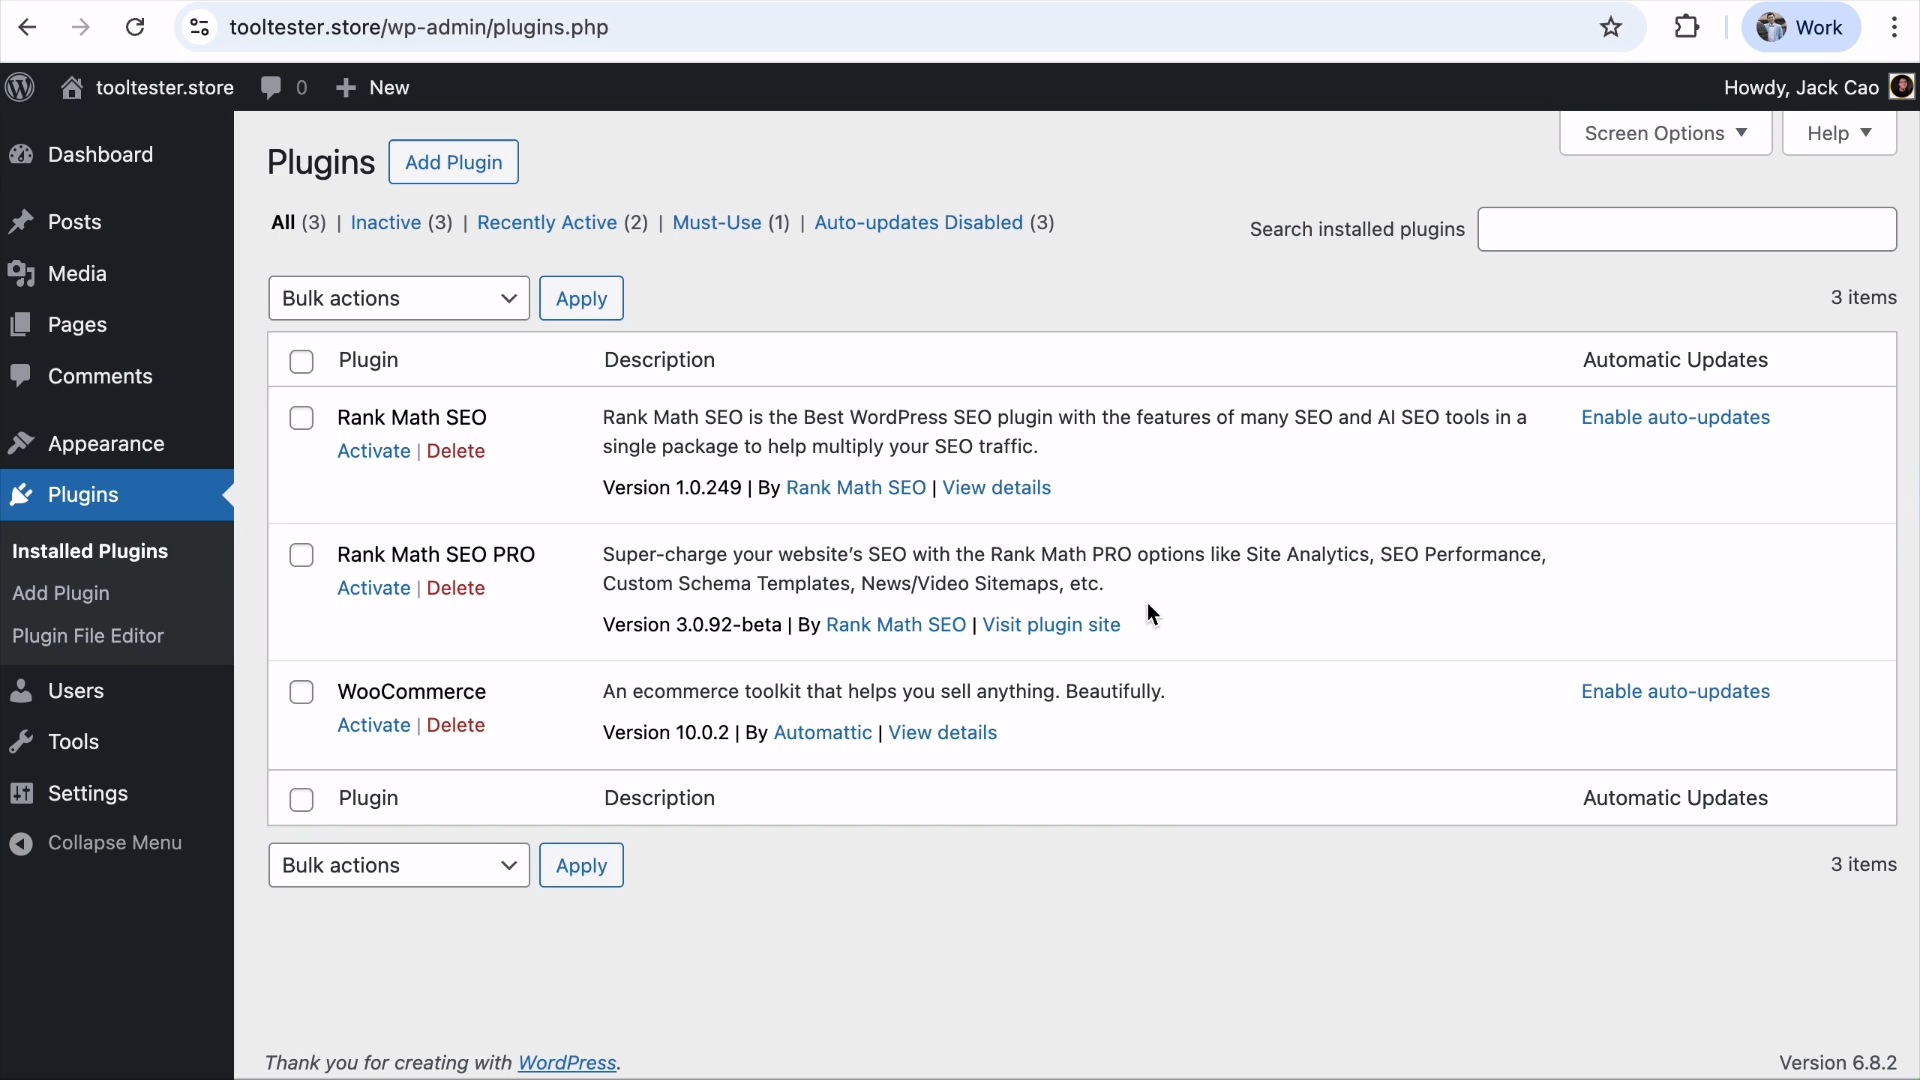 tooltester.store/wp-admin/plugins.php
Work
tooltester.store
0
New
Howdy, Jack Cao
Dashboard
Posts
Media
Pages
Comments
Appearance
Plugins
Installed Plugins
Add Plugin
Plugin File Editor
Users
Tools
Settings
Collapse Menu
Screen Options
Help
Plugins
Add Plugin
All (3) | Inactive (3) | Recently Active (2) | Must-Use (1) | Auto-updates Disabled (3)
Search installed plugins
Bulk actions
Apply
3 items
Plugin Description Automatic Updates
Rank Math SEO
Activate | Delete
Rank Math SEO is the Best WordPress SEO plugin with the features of many SEO and AI SEO tools in a
single package to help multiply your SEO traffic.
Version 1.0.249 | By Rank Math SEO | View details
Enable auto-updates
Rank Math SEO PRO
Activate | Delete
Super-charge your website’s SEO with the Rank Math PRO options like Site Analytics, SEO Performance,
Custom Schema Templates, News/Video Sitemaps, etc.
Version 3.0.92-beta | By Rank Math SEO | Visit plugin site
WooCommerce
Activate | Delete
An ecommerce toolkit that helps you sell anything. Beautifully.
Version 10.0.2 | By Automattic | View details
Enable auto-updates
Plugin Description Automatic Updates
Bulk actions
Apply
3 items
Thank you for creating with WordPress.
Version 6.8.2